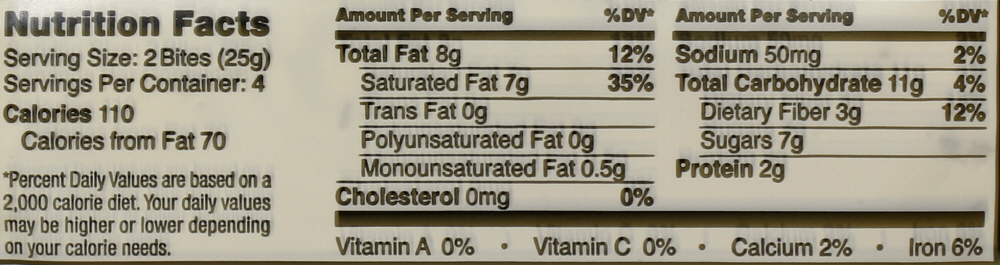 Nutrition Facts
Serving Size: 2 Bites (25g)
Servings Per Container: 4
Calories 110
Calories from Fat 70
*Percent Daily Values are based on a
2,000 calorie diet. Your daily values
may be higher or lower depending
on your calorie needs.
Amount Per Serving %DV*
Total Fat 8g 12%
Saturated Fat 7g 35%
Trans Fat 0g
Polyunsaturated Fat 0g
Monounsaturated Fat 0.5g
Cholesterol 0mg 0%
Amount Per Serving %DV*
Sodium 50mg 2%
Total Carbohydrate 11g 4%
Dietary Fiber 3g 12%
Sugars 7g
Protein 2g
Vitamin A 0% • Vitamin C 0% • Calcium 2% • Iron 6%